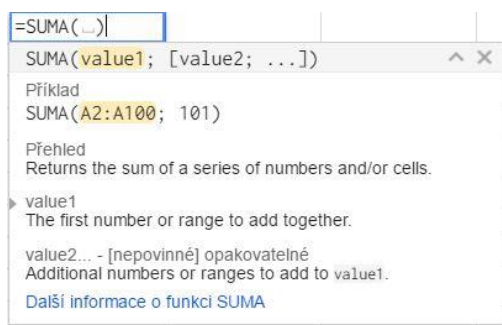 =SUMA(⎵)
SUMA(value1; [value2; ...])
Příklad
SUMA(A2:A100; 101)
Přehled
Returns the sum of a series of numbers and/or cells.
value1
The first number or range to add together.
value2... - [nepovinné] opakovatelné
Additional numbers or ranges to add to value1.
Další informace o funkci SUMA